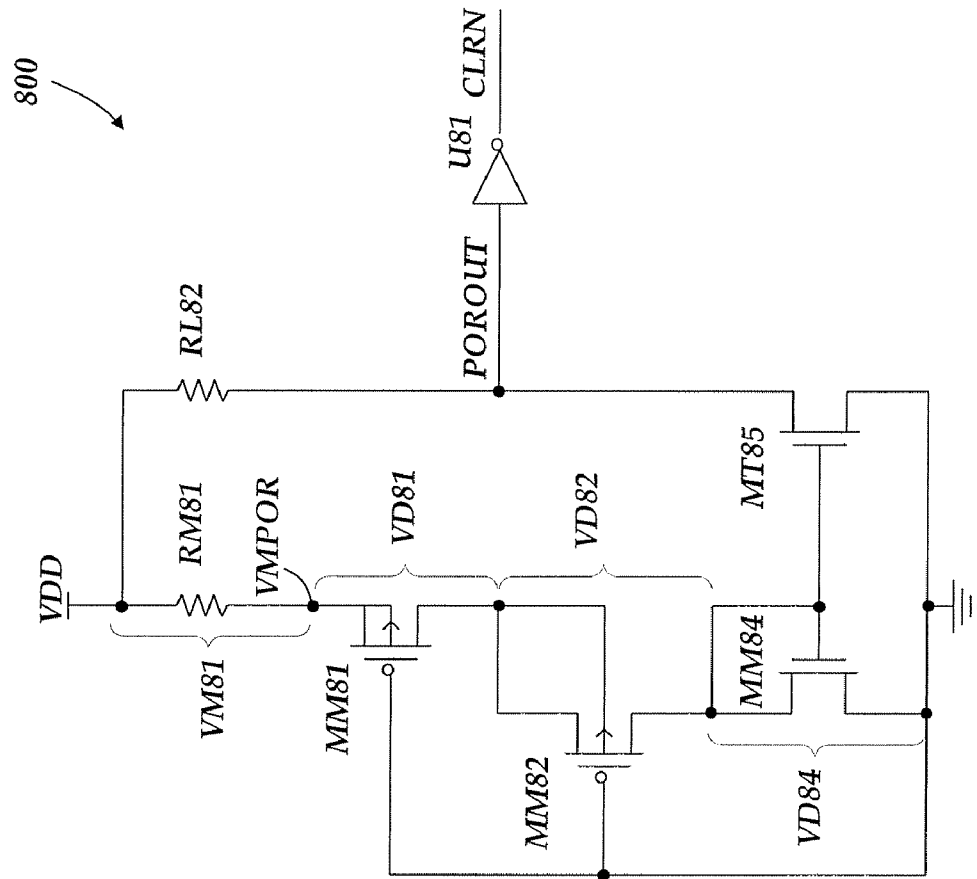 800
VDD
RM81
RL82
VM81
VMPOR
U81
CLRN
POROUT
MM81
VD81
VD82
MM82
MM84
MT85
VD84